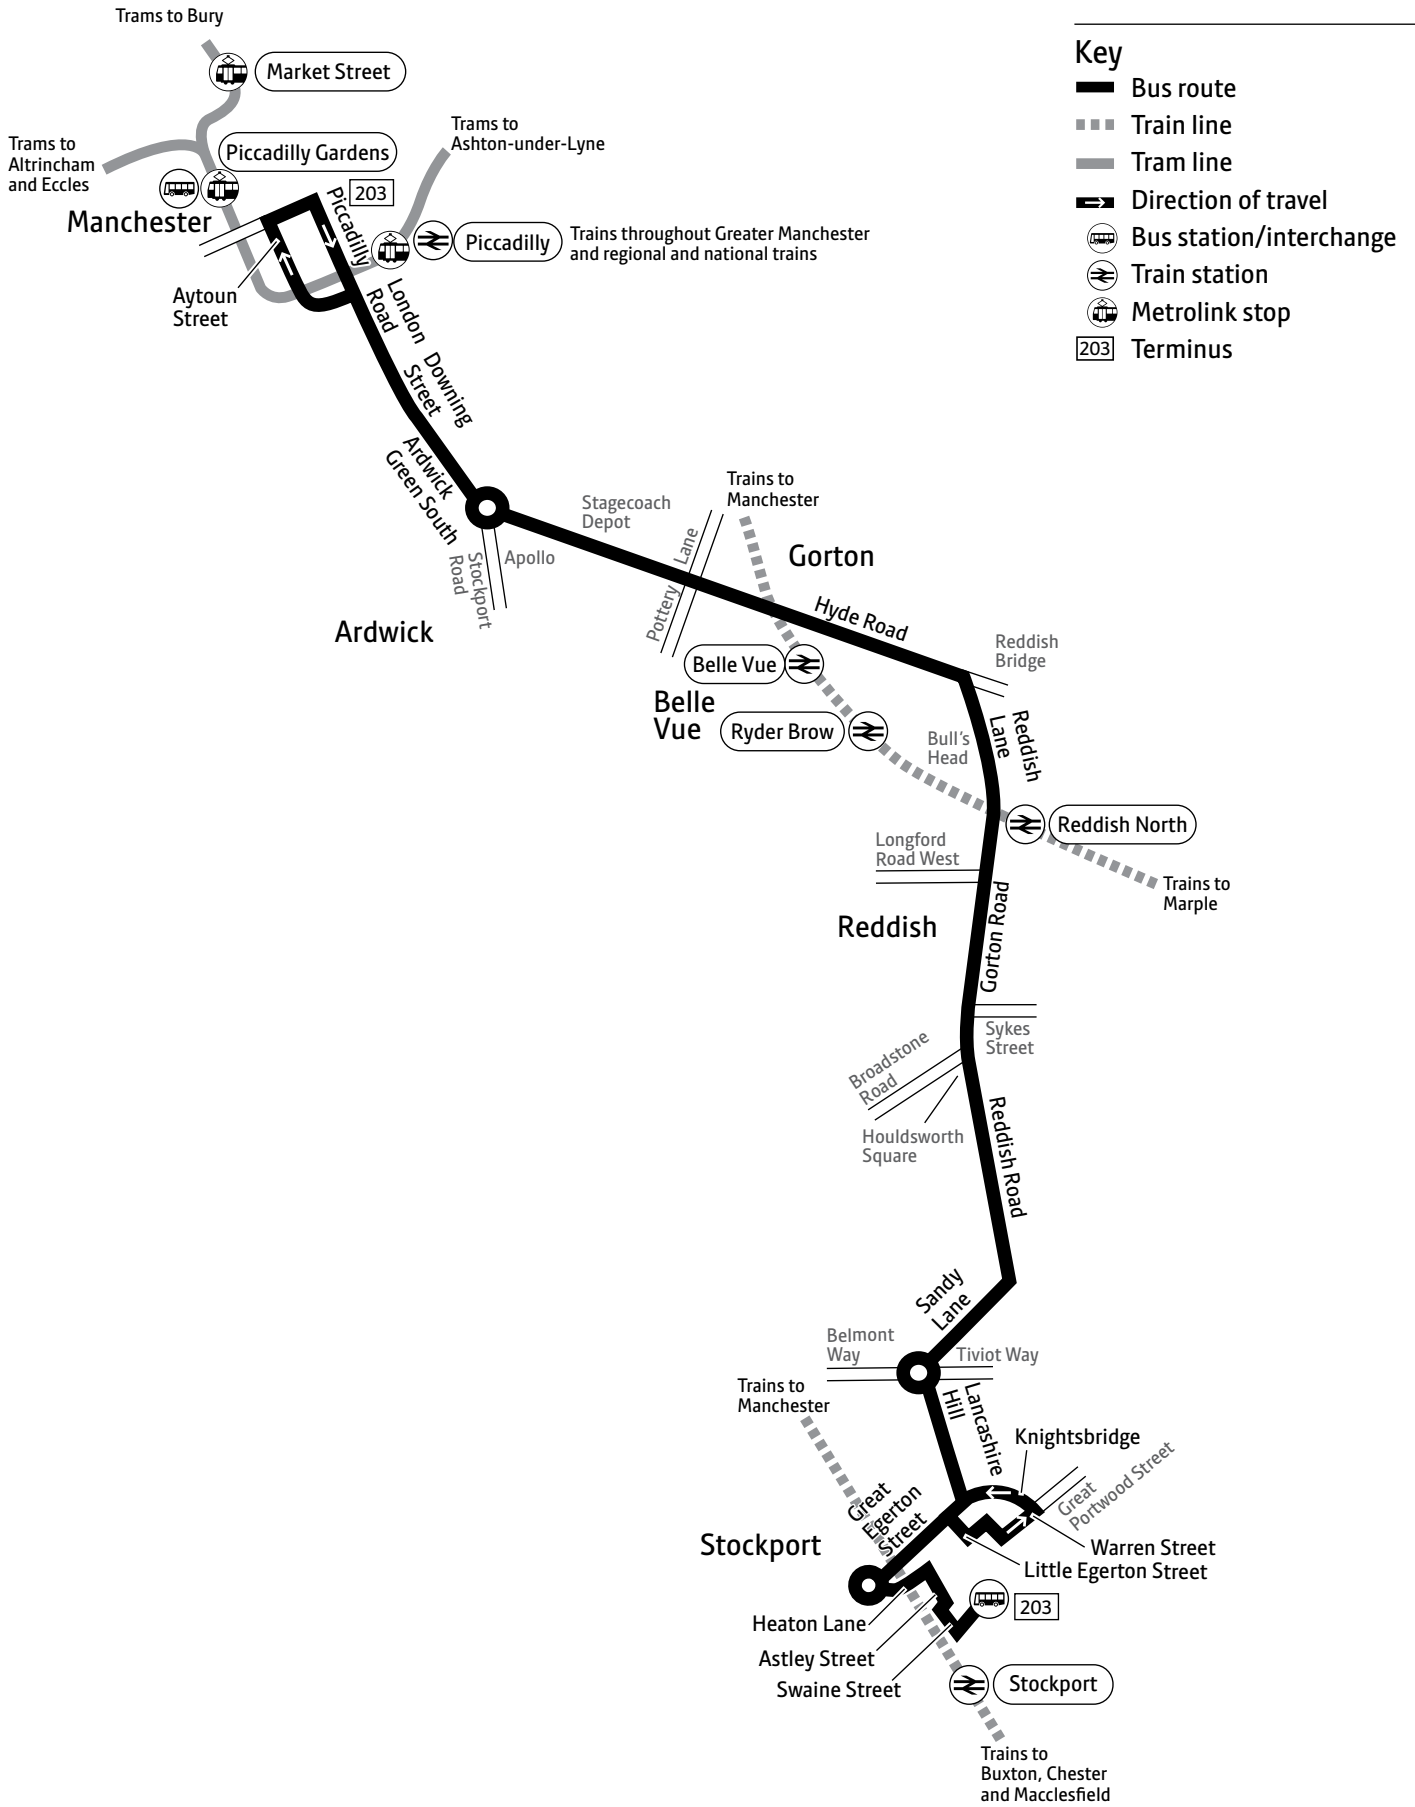 Trams to Bury
Market Street
Key
Bus route
Train line
Tram line
Direction of travel
Bus station/interchange
Train station
Metrolink stop
203 Terminus
Trams to
Altrincham
and Eccles
Piccadilly Gardens
Trams to
Ashton-under-Lyne
203
Manchester
Piccadilly
Piccadilly
Trains throughout Greater Manchester
and regional and national trains
Aytoun
Street
London
Road
Downing
Street
Ardwick
Green South
Stockport
Road
Apollo
Ardwick
Stagecoach
Depot
Pottery Lane
Trains to
Manchester
Gorton
Hyde Road
Belle Vue
Belle
Vue
Ryder Brow
Reddish
Bridge
Reddish
Lane
Bull's
Head
Reddish North
Longford
Road West
Trains to
Marple
Reddish
Gorton Road
Sykes
Street
Broadstone
Road
Houldsworth
Square
Reddish Road
Sandy
Lane
Belmont
Way
Tiviot Way
Trains to
Manchester
Lancashire
Hill
Knightsbridge
Great
Portwood Street
Great
Egerton
Street
Stockport
Warren Street
Little Egerton Street
203
Heaton Lane
Astley Street
Swaine Street
Stockport
Trains to
Buxton, Chester
and Macclesfield